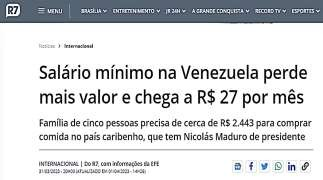 R7 MENU BRASÍLIA ENTRETENIMENTO JR 24H A GRANDE CONQUISTA RECORD TV ESPORTES
Notícias > Internacional
Salário mínimo na Venezuela perde
mais valor e chega a R$ 27 por mês
Família de cinco pessoas precisa de cerca de R$ 2.443 para comprar
comida no país caribenho, que tem Nicolás Maduro de presidente
INTERNACIONAL | Do R7, com informações da EFE
31/03/2023 - 20H03 (ATUALIZADO EM 01/04/2023 - 14H08)